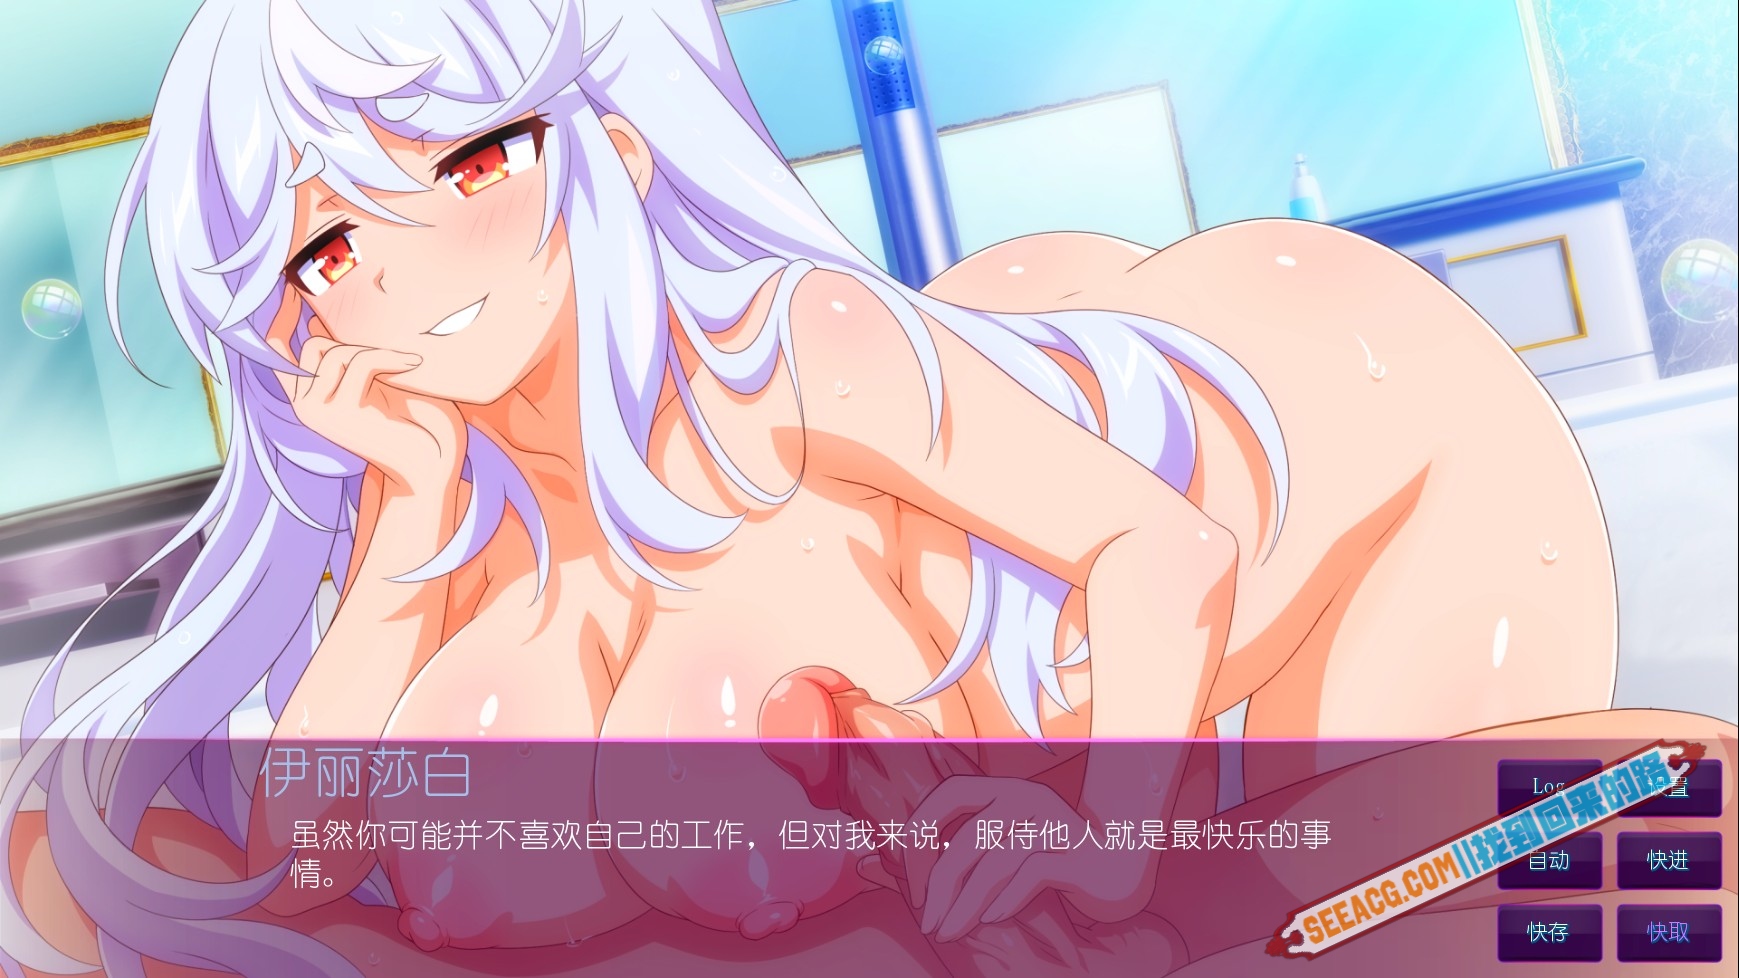 伊丽莎白
虽然你可能并不喜欢自己的工作，但对我来说，服侍他人就是最快乐的事
情。
Log
设置
自动
快进
快存
快取
SEEACG.COM||找到回来的路